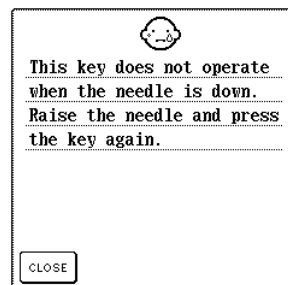 This key does not operate
when the needle is down.
Raise the needle and press
the key again.
CLOSE